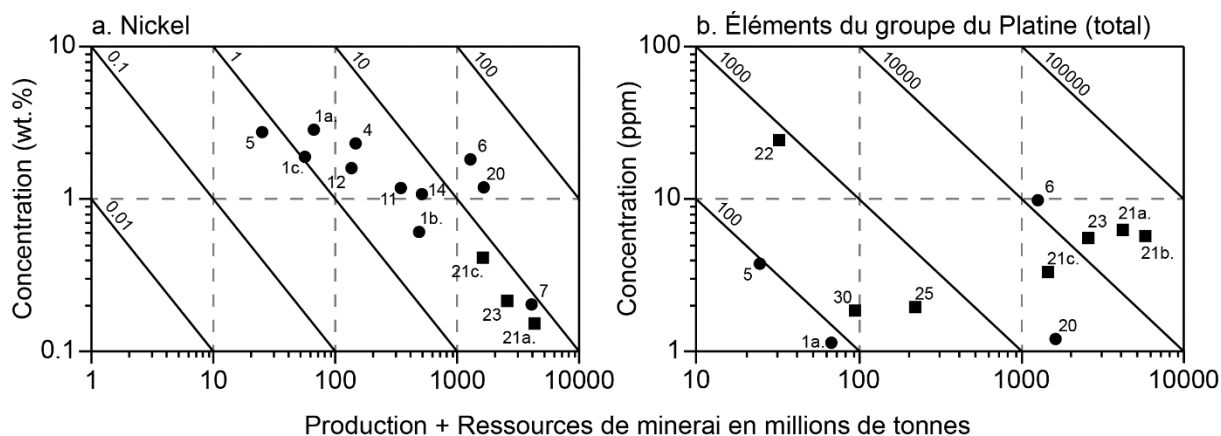 a. Nickel
b. Éléments du groupe du Platine (total)
Concentration (wt.%)
10
1
0.1
0.1
1
10
100
0.01
5
1a.
1c.
4
12
11
14
1b.
6
20
21c.
23
7
21a.
1
10
100
1000
10000
Concentration (ppm)
100
10
1
1000
10000
100000
100
22
5
30
25
1a.
6
23
21a.
21b.
21c.
20
10
100
1000
10000
Production + Ressources de minerai en millions de tonnes